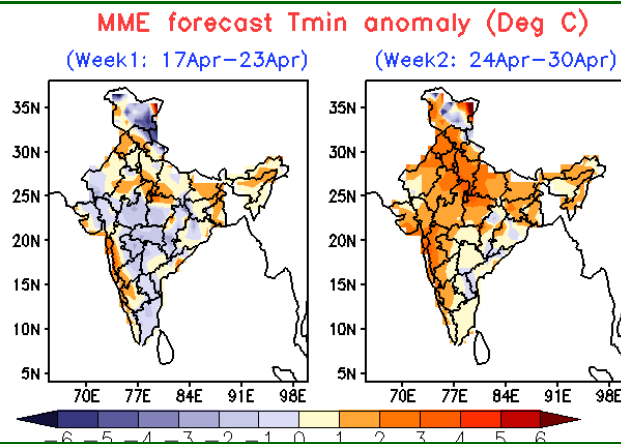 MME forecast Tmin anomaly (Deg C)
(Week1: 17Apr-23Apr) (Week2: 24Apr-30Apr)
35N 35N
30N 30N
25N 25N
20N 20N
15N 15N
10N 10N
5N 5N
70E 77E 84E 91E 98E 70E 77E 84E 91E 98E
-6 -5 -4 -3 -2 -1 0 1 2 3 4 5 6